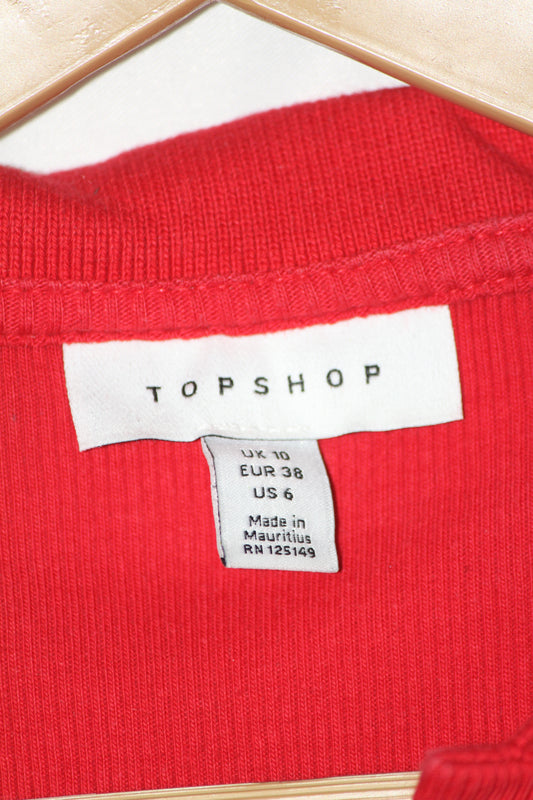 TOPSHOP
UK 10
EUR 38
US 6
Made in
Mauritius
RN 125149